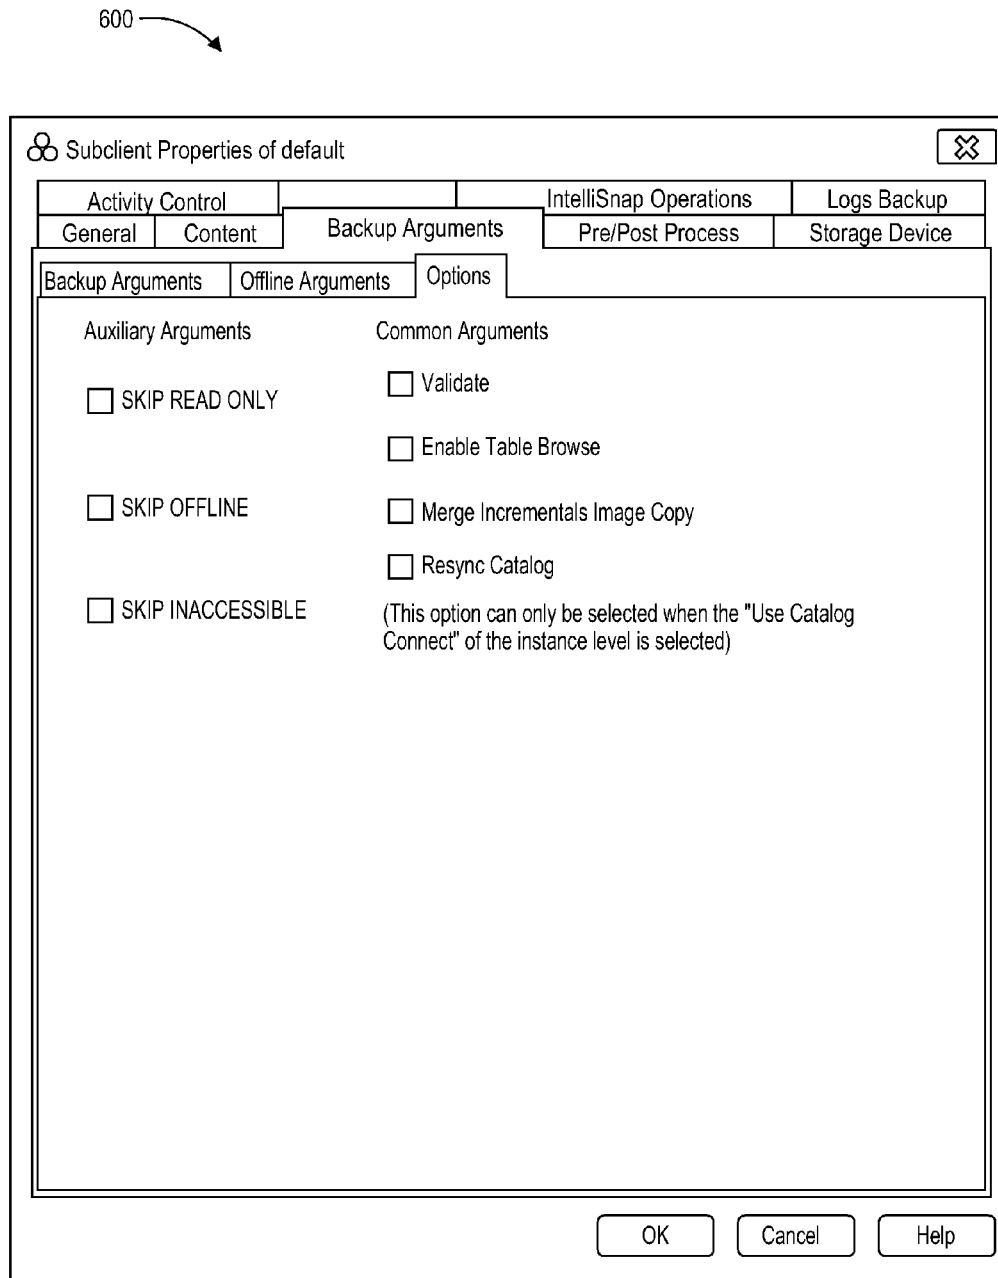 600
Subclient Properties of default
Activity Control
IntelliSnap Operations
Logs Backup
General
Content
Backup Arguments
Pre/Post Process
Storage Device
Backup Arguments
Offline Arguments
Options
Auxiliary Arguments
Common Arguments
SKIP READ ONLY
Validate
Enable Table Browse
SKIP OFFLINE
Merge Incrementals Image Copy
Resync Catalog
SKIP INACCESSIBLE
(This option can only be selected when the "Use Catalog
Connect" of the instance level is selected)
OK
Cancel
Help